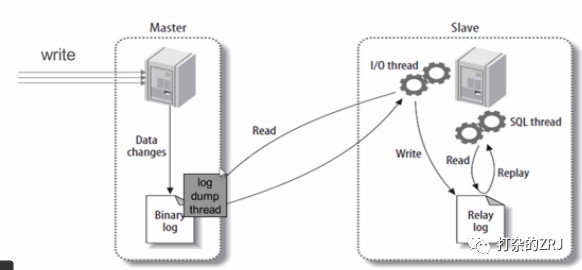 Master
Slave
write
I/O thread
SQL thread
Read
Data
changes
log
dump
thread
Write
Read
Replay
Binary
log
Relay
log
打杂的ZRJ